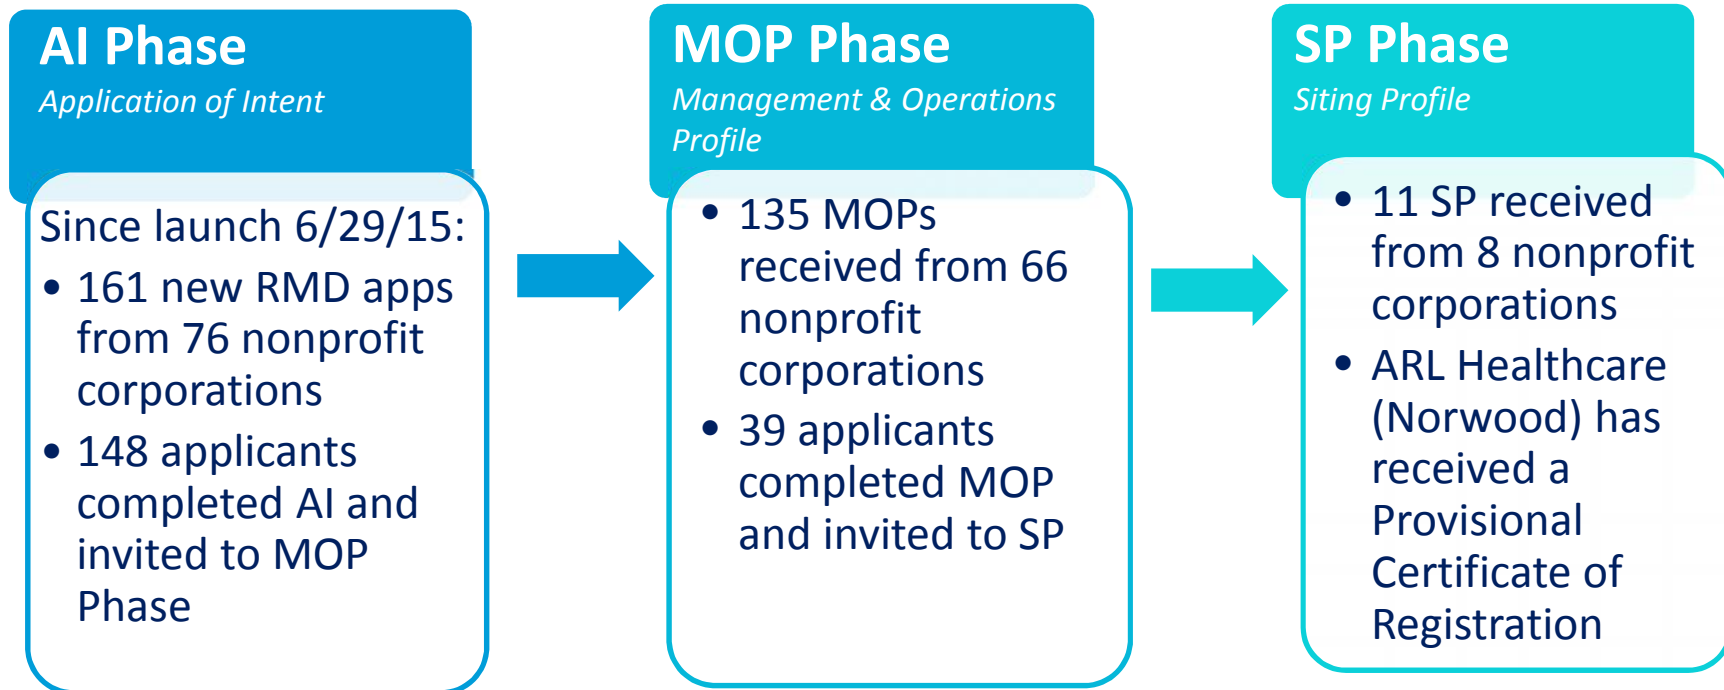 AI Phase
Application of Intent
Since launch 6/29/15:
• 161 new RMD apps
from 76 nonprofit
corporations
• 148 applicants
completed AI and
invited to MOP
Phase
MOP Phase
Management & Operations
Profile
• 135 MOPs
received from 66
nonprofit
corporations
• 39 applicants
completed MOP
and invited to SP
SP Phase
Siting Profile
• 11 SP received
from 8 nonprofit
corporations
• ARL Healthcare
(Norwood) has
received a
Provisional
Certificate of
Registration